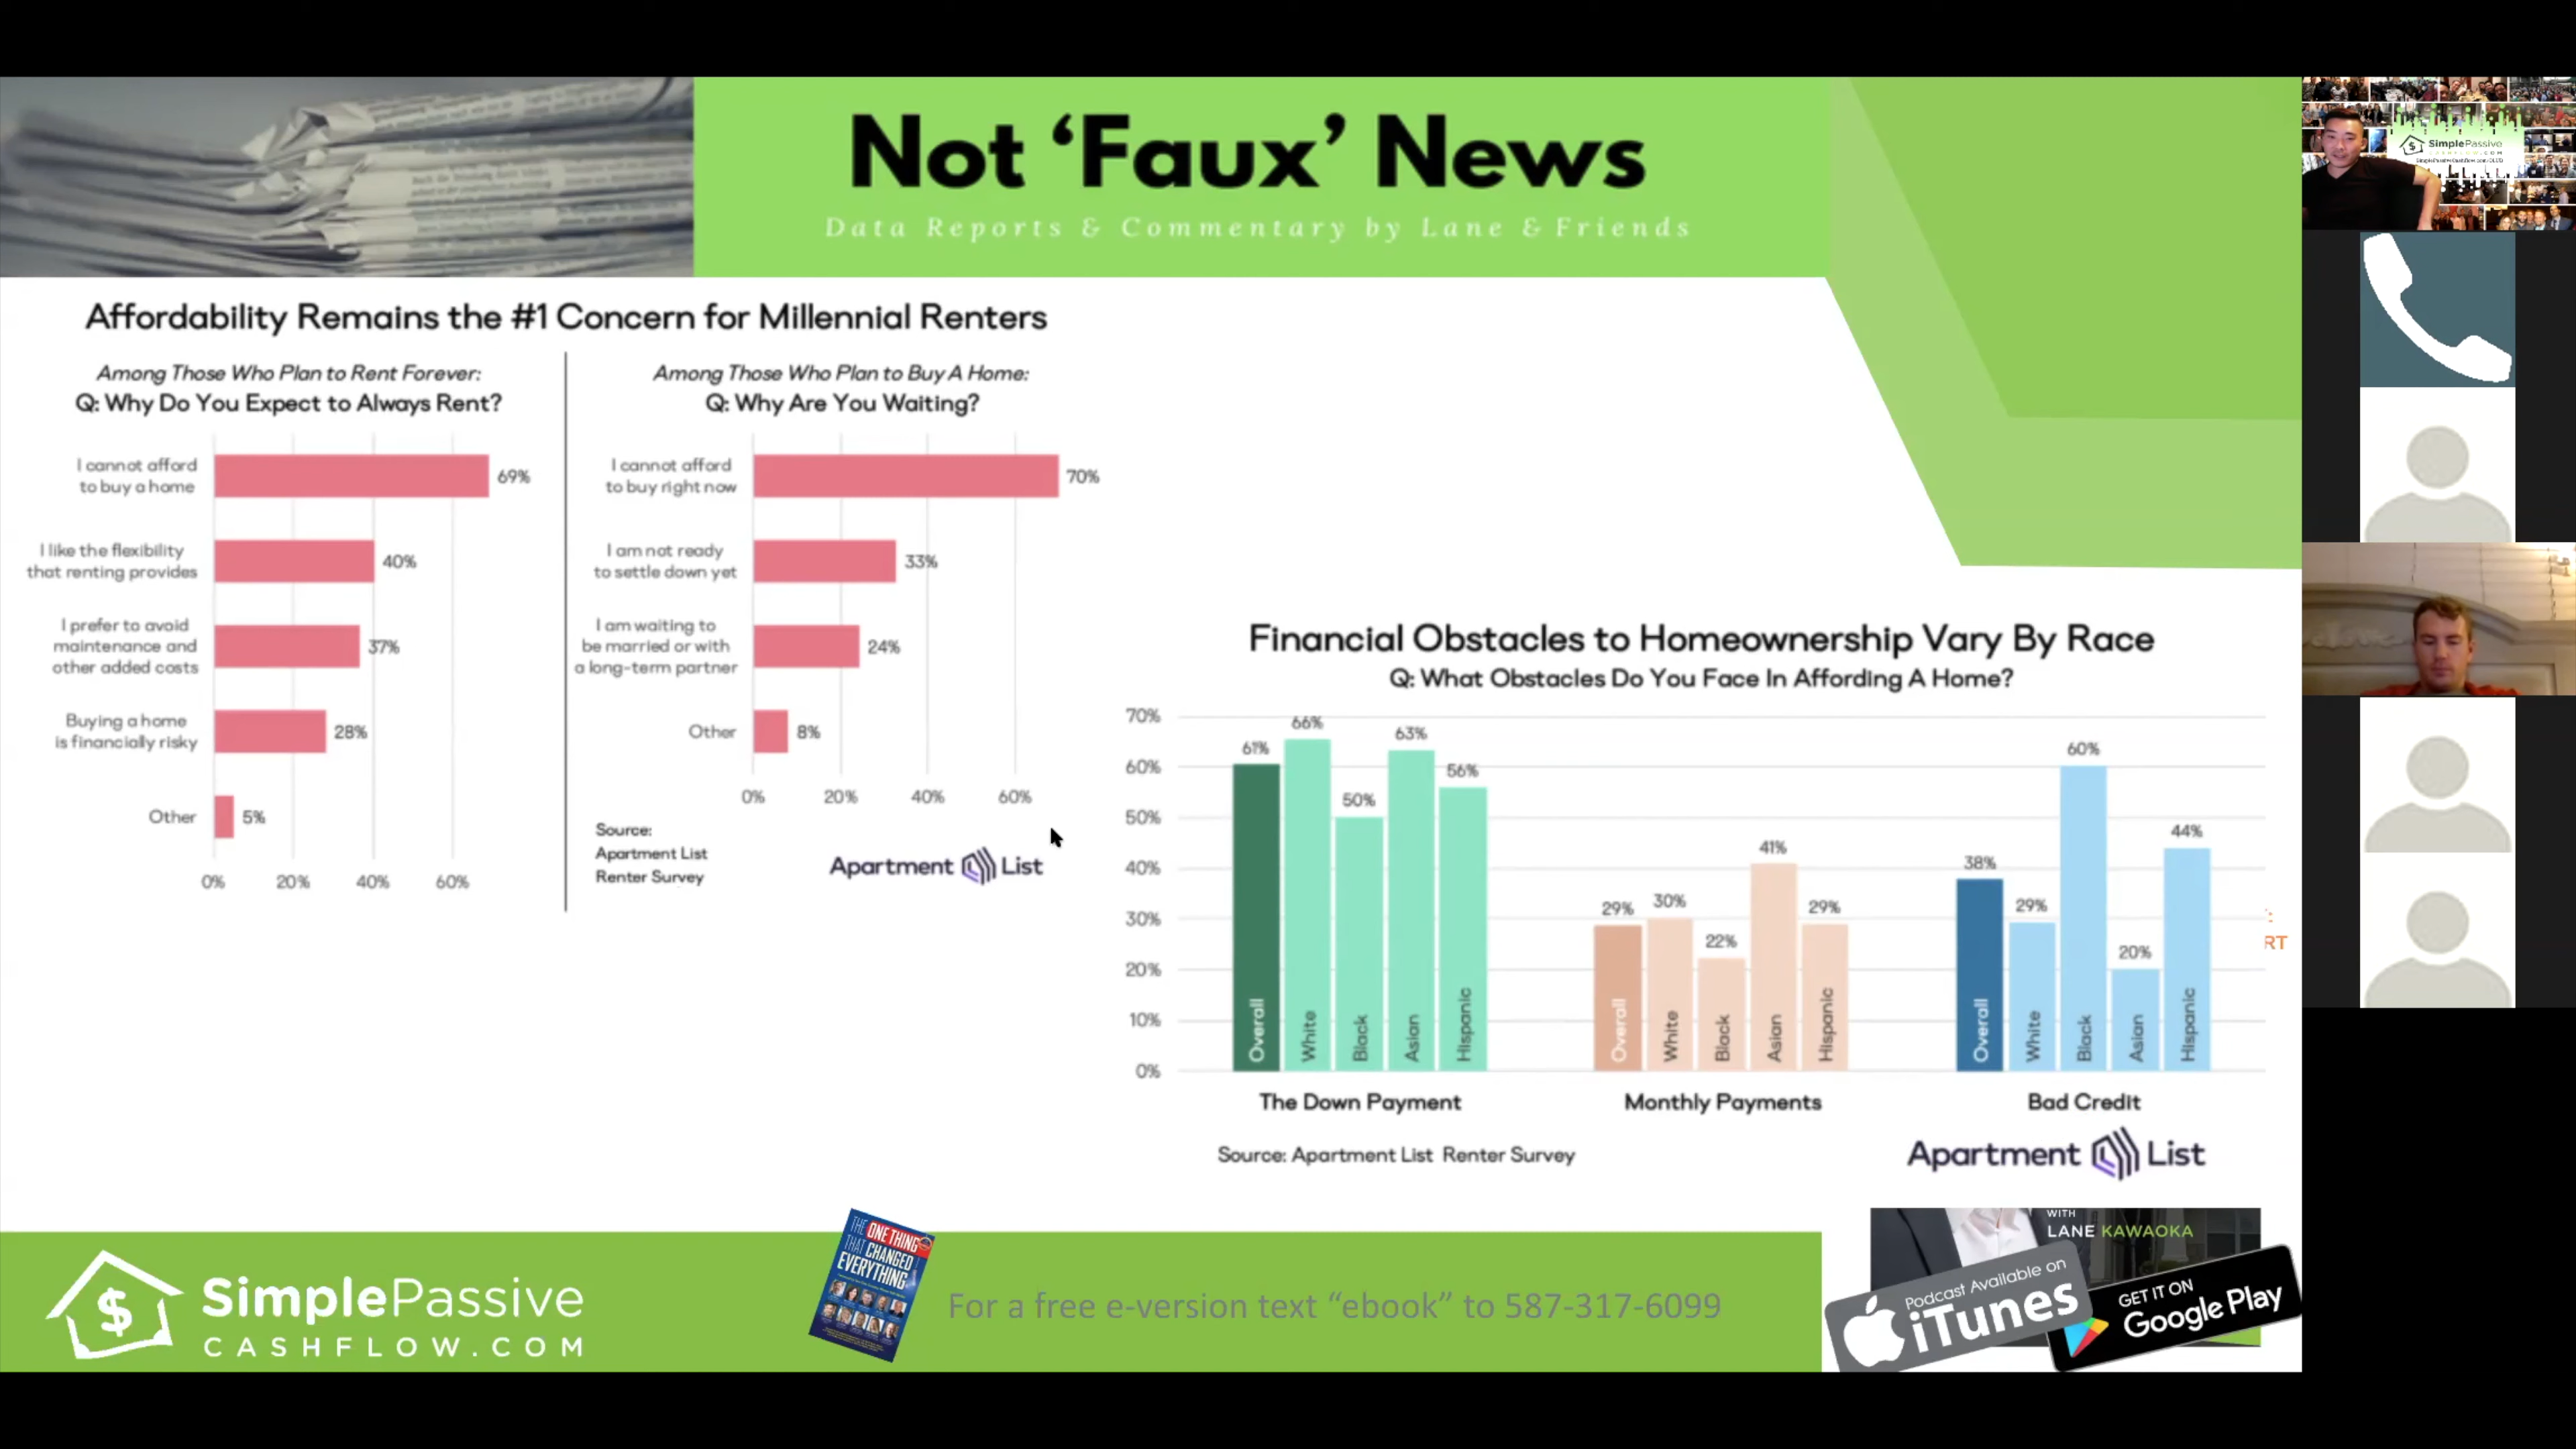 Not ‘Faux’ News
Data Reports & Commentary by Lane & Friends
Affordability Remains the #1 Concern for Millennial Renters
Among Those Who Plan to Rent Forever:
Q: Why Do You Expect to Always Rent?
I cannot afford
to buy a home
69%
I like the flexibility
that renting provides
40%
I prefer to avoid
maintenance and
other added costs
37%
Buying a home
is financially risky
28%
Other
5%
0% 20% 40% 60%
Among Those Who Plan to Buy A Home:
Q: Why Are You Waiting?
I cannot afford
to buy right now
70%
I am not ready
to settle down yet
33%
I am waiting to
be married or with
a long-term partner
24%
Other
8%
0% 20% 40% 60%
Source:
Apartment List
Renter Survey
Apartment List
Financial Obstacles to Homeownership Vary By Race
Q: What Obstacles Do You Face In Affording A Home?
70%
60%
50%
40%
30%
20%
10%
0%
61% 66% 50% 63% 56%
Overall White Black Asian Hispanic
The Down Payment
29% 30% 22% 41% 29%
Overall White Black Asian Hispanic
Monthly Payments
38% 29% 60% 20% 44%
Overall White Black Asian Hispanic
Bad Credit
RT
Source: Apartment List Renter Survey
Apartment List
SimplePassive
CASHFLOW.COM
THE ONE THING
THAT CHANGED
EVERYTHING
For a free e-version text “ebook” to 587-317-6099
WITH
LANE KAWAOKA
Podcast Available on
iTunes
GET IT ON
Google Play
SimplePassive